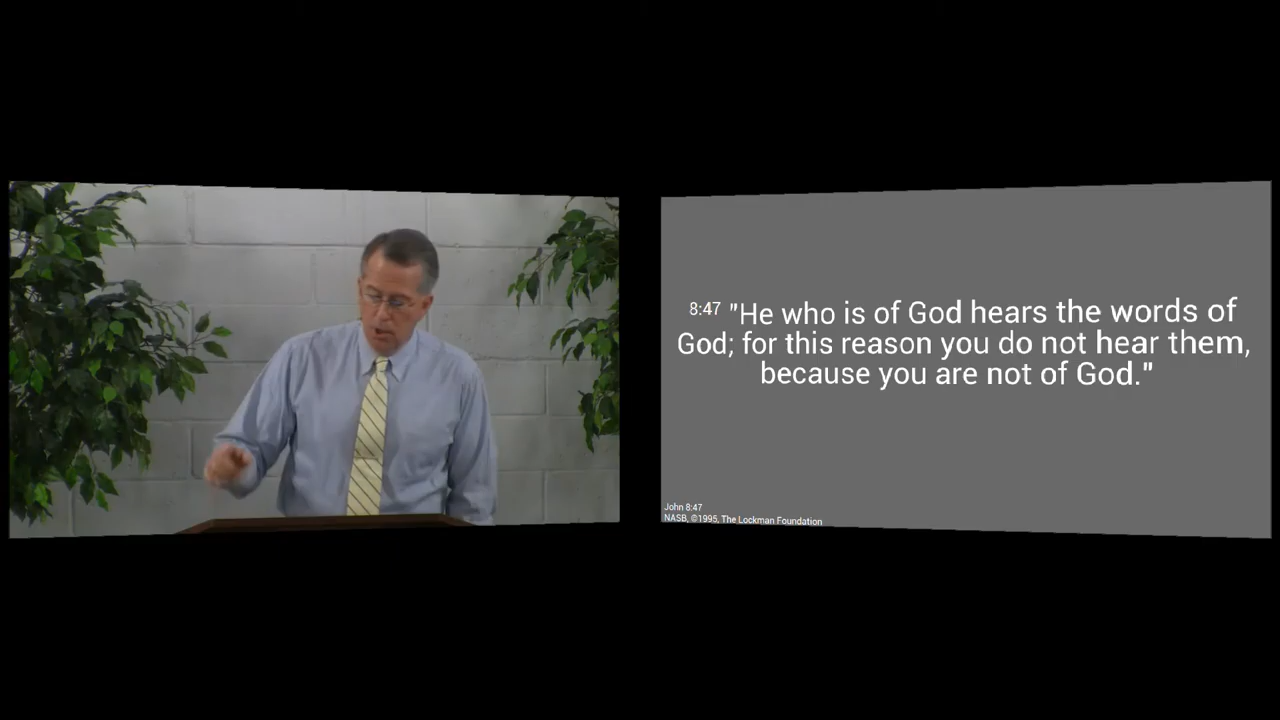 8:47 "He who is of God hears the words of
God; for this reason you do not hear them,
because you are not of God."
John 8:47
NASB, ©1995, The Lockman Foundation